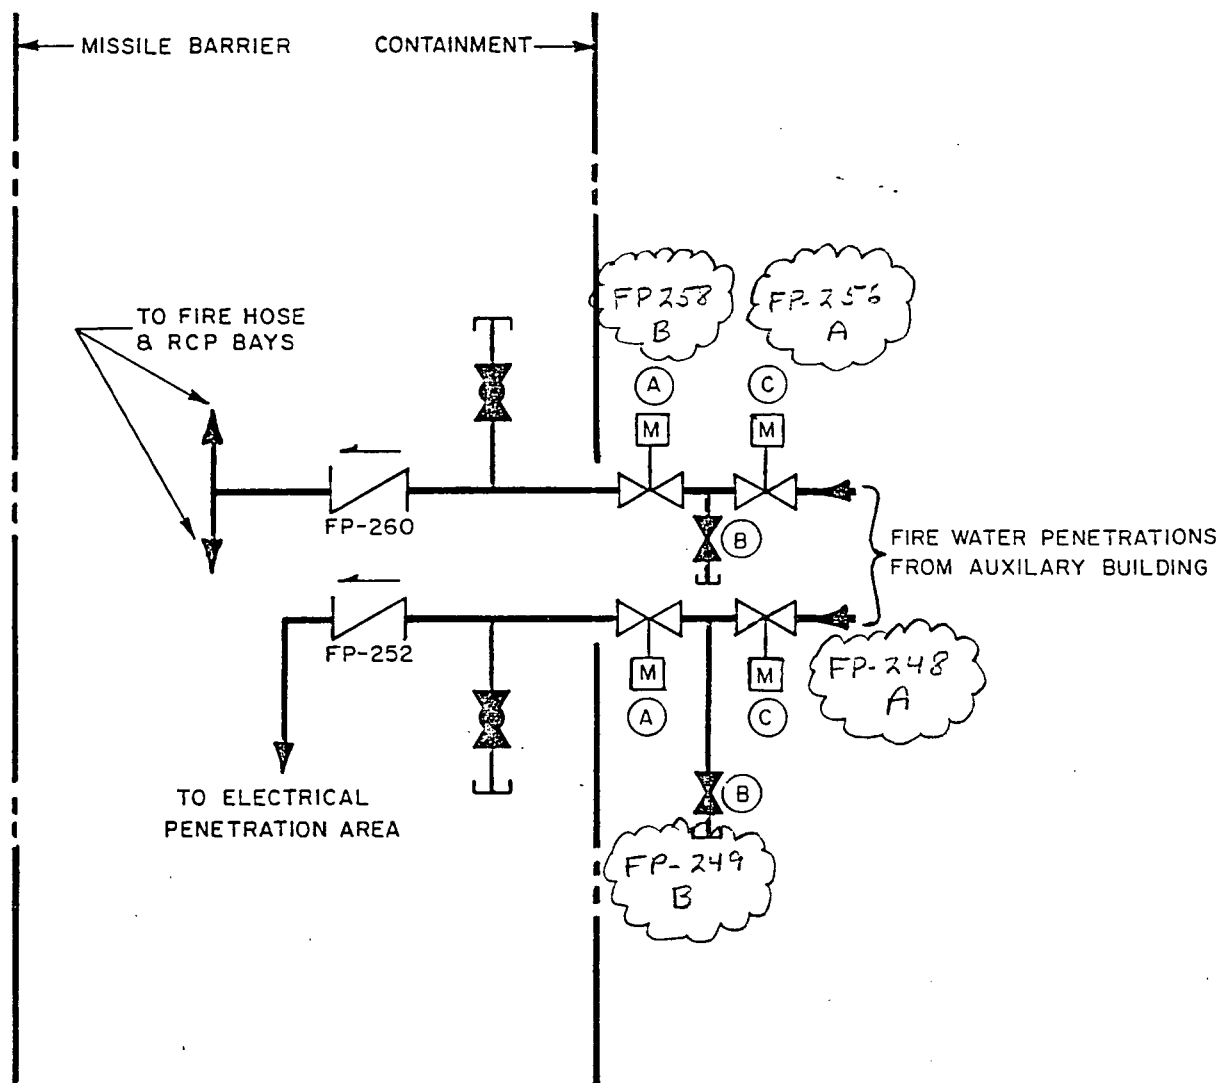 MISSILE BARRIER
CONTAINMENT
FP258
B
FP-256
A
TO FIRE HOSE
& RCP BAYS
A
C
M
M
FP-260
B
FIRE WATER PENETRATIONS
FROM AUXILARY BUILDING
FP-252
M
M
A
C
FP-248
A
TO ELECTRICAL
PENETRATION AREA
B
FP-249
B